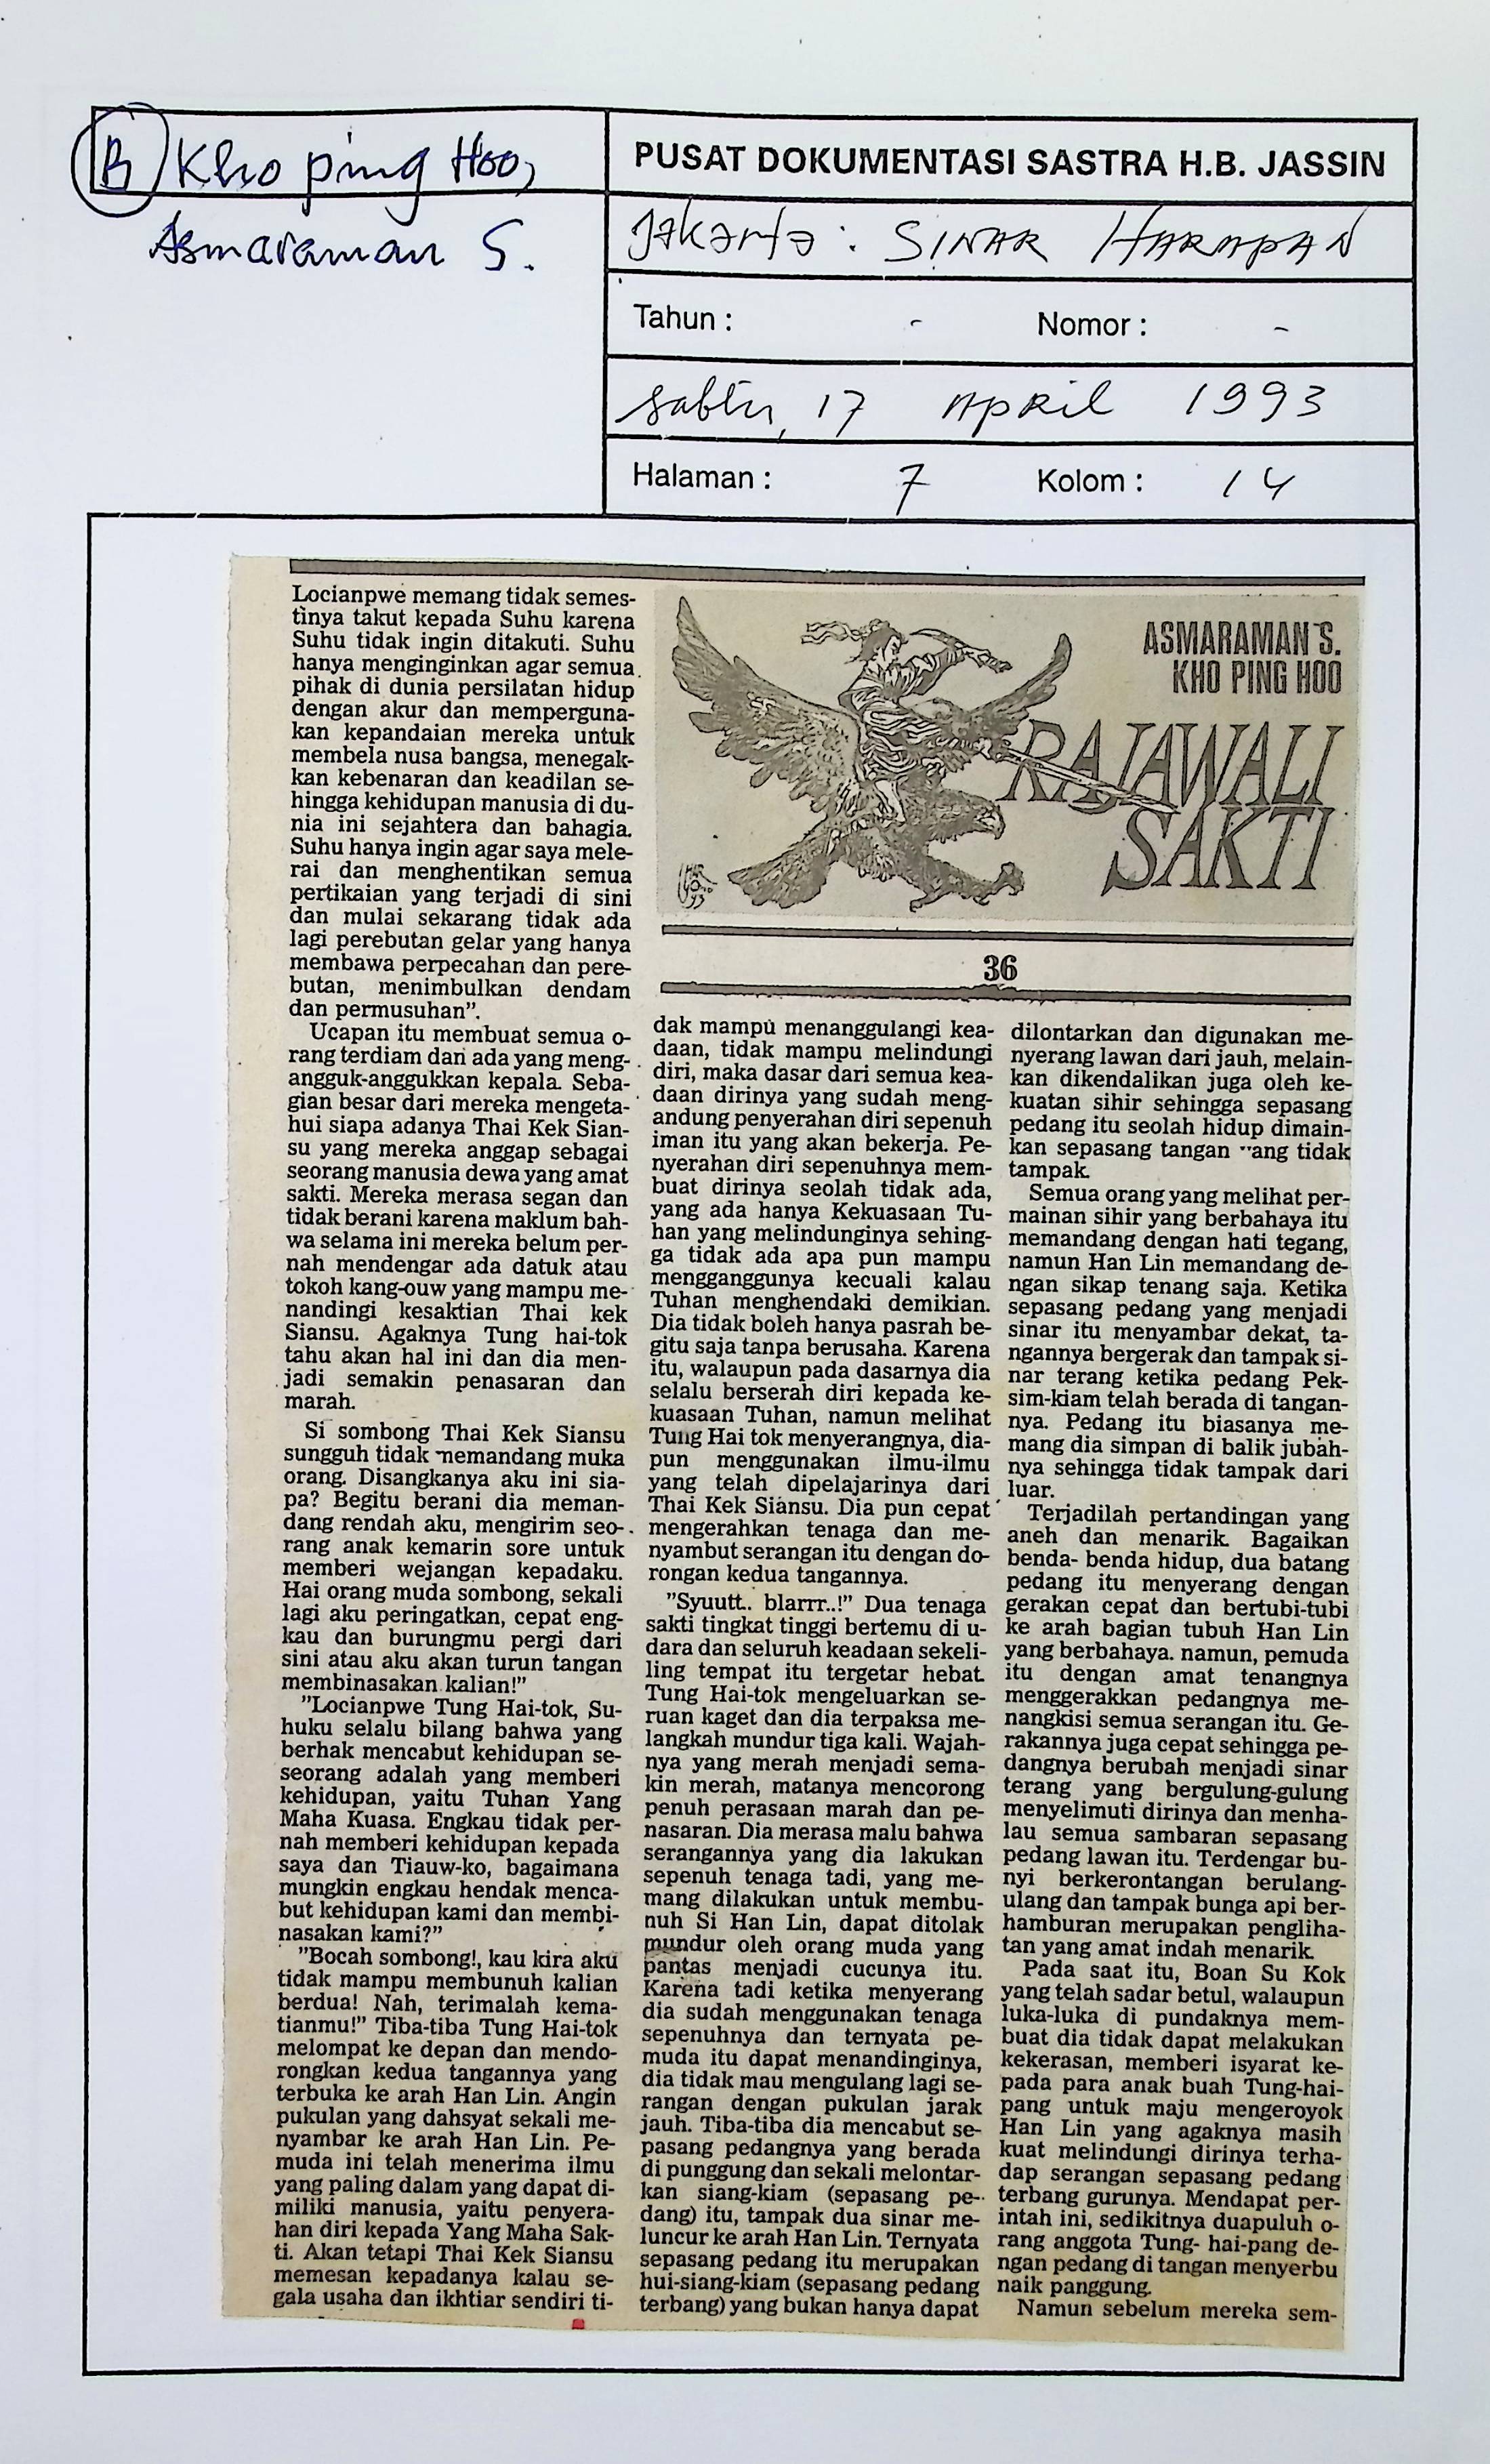 B Kho Ping Hoo,
Asmaraman S.
PUSAT DOKUMENTASI SASTRA H.B. JASSIN
Jakarta : SINAR HARAPAN
Tahun : - Nomor : -
Sabtu, 17 April 1993
Halaman : 7 Kolom : 14
Locianpwe memang tidak semes-
tinya takut kepada Suhu karena
Suhu tidak ingin ditakuti. Suhu
hanya menginginkan agar semua
pihak di dunia persilatan hidup
dengan akur dan memperguna-
kan kepandaian mereka untuk
membela nusa bangsa, menegak-
kan kebenaran dan keadilan se-
hingga kehidupan manusia di du-
nia ini sejahtera dan bahagia.
Suhu hanya ingin agar saya mele-
rai dan menghentikan semua
pertikaian yang terjadi di sini
dan mulai sekarang tidak ada
lagi perebutan gelar yang hanya
membawa perpecahan dan pere-
butan, menimbulkan dendam
dan permusuhan”.
Ucapan itu membuat semua o-
rang terdiam dan ada yang meng-
angguk-anggukkan kepala. Seba-
gian besar dari mereka mengeta-
hui siapa adanya Thai Kek Sian-
su yang mereka anggap sebagai
seorang manusia dewa yang amat
sakti. Mereka merasa segan dan
tidak berani karena maklum bah-
wa selama ini mereka belum per-
nah mendengar ada datuk atau
tokoh kang-ouw yang mampu me-
nandingi kesaktian Thai kek
Siansu. Agaknya Tung hai-tok
tahu akan hal ini dan dia men-
jadi semakin penasaran dan
marah.
Si sombong Thai Kek Siansu
sungguh tidak memandang muka
orang. Disangkanya aku ini sia-
pa? Begitu berani dia meman-
dang rendah aku, mengirim seo-
rang anak kemarin sore untuk
memberi wejangan kepadaku.
Hai orang muda sombong, sekali
lagi aku peringatkan, cepat eng-
kau dan burungmu pergi dari
sini atau aku akan turun tangan
membinasakan kalian!”
”Locianpwe Tung Hai-tok, Su-
huku selalu bilang bahwa yang
berhak mencabut kehidupan se-
seorang adalah yang memberi
kehidupan, yaitu Tuhan Yang
Maha Kuasa. Engkau tidak per-
nah memberi kehidupan kepada
saya dan Tiauw-ko, bagaimana
mungkin engkau hendak menca-
but kehidupan kami dan membi-
nasakan kami?”
”Bocah sombong!, kau kira aku
tidak mampu membunuh kalian
berdua! Nah, terimalah kema-
tianmu!” Tiba-tiba Tung Hai-tok
melompat ke depan dan mendo-
rongkan kedua tangannya yang
terbuka ke arah Han Lin. Angin
pukulan yang dahsyat sekali me-
nyambar ke arah Han Lin. Pe-
muda ini telah menerima ilmu
yang paling dalam yang dapat di-
miliki manusia, yaitu penyera-
han diri kepada Yang Maha Sak-
ti. Akan tetapi Thai Kek Siansu
memesan kepadanya kalau se-
gala usaha dan ikhtiar sendiri ti-
ASMARAMAN S.
KHO PING HOO
RAJAWALI
SAKTI
36
dak mampu menanggulangi kea-
daan, tidak mampu melindungi
diri, maka dasar dari semua kea-
daan dirinya yang sudah meng-
andung penyerahan diri sepenuh
iman itu yang akan bekerja. Pe-
nyerahan diri sepenuhnya mem-
buat dirinya seolah tidak ada,
yang ada hanya Kekuasaan Tu-
han yang melindunginya sehing-
ga tidak ada apa pun mampu
mengganggunya kecuali kalau
Tuhan menghendaki demikian.
Dia tidak boleh hanya pasrah be-
gitu saja tanpa berusaha. Karena
itu, walaupun pada dasarnya dia
selalu berserah diri kepada ke-
kuasaan Tuhan, namun melihat
Tung Hai tok menyerangnya, dia-
pun menggunakan ilmu-ilmu
yang telah dipelajarinya dari
Thai Kek Siansu. Dia pun cepat
mengerahkan tenaga dan me-
nyambut serangan itu dengan do-
rongan kedua tangannya.
”Syuutt.. blarrr..!” Dua tenaga
sakti tingkat tinggi bertemu di u-
dara dan seluruh keadaan sekeli-
ling tempat itu tergetar hebat.
Tung Hai-tok mengeluarkan se-
ruan kaget dan dia terpaksa me-
langkah mundur tiga kali. Wajah-
nya yang merah menjadi sema-
kin merah, matanya mencorong
penuh perasaan marah dan pe-
nasaran. Dia merasa malu bahwa
serangannya yang dia lakukan
sepenuh tenaga tadi, yang me-
mang dilakukan untuk membu-
nuh Si Han Lin, dapat ditolak
mundur oleh orang muda yang
pantas menjadi cucunya itu.
Karena tadi ketika menyerang
dia sudah menggunakan tenaga
sepenuhnya dan ternyata pe-
muda itu dapat menandinginya,
dia tidak mau mengulang lagi se-
rangan dengan pukulan jarak
jauh. Tiba-tiba dia mencabut se-
pasang pedangnya yang berada
di punggung dan sekali melontar-
kan siang-kiam (sepasang pe-
dang) itu, tampak dua sinar me-
luncur ke arah Han Lin. Ternyata
sepasang pedang itu merupakan
hui-siang-kiam (sepasang pedang
terbang) yang bukan hanya dapat
dilontarkan dan digunakan me-
nyerang lawan dari jauh, melain-
kan dikendalikan juga oleh ke-
kuatan sihir sehingga sepasang
pedang itu seolah hidup dimain-
kan sepasang tangan yang tidak
tampak.
Semua orang yang melihat per-
mainan sihir yang berbahaya itu
memandang dengan hati tegang,
namun Han Lin memandang de-
ngan sikap tenang saja. Ketika
sepasang pedang yang menjadi
sinar itu menyambar dekat, ta-
ngannya bergerak dan tampak si-
nar terang ketika pedang Pek-
sim-kiam telah berada di tangan-
nya. Pedang itu biasanya me-
mang dia simpan di balik jubah-
nya sehingga tidak tampak dari
luar.
Terjadilah pertandingan yang
aneh dan menarik. Bagaikan
benda- benda hidup, dua batang
pedang itu menyerang dengan
gerakan cepat dan bertubi-tubi
ke arah bagian tubuh Han Lin
yang berbahaya. namun, pemuda
itu dengan amat tenangnya
menggerakkan pedangnya me-
nangkisi semua serangan itu. Ge-
rakannya juga cepat sehingga pe-
dangnya berubah menjadi sinar
terang yang bergulung-gulung
menyelimuti dirinya dan mengha-
lau semua sambaran sepasang
pedang lawan itu. Terdengar bu-
nyi berkerontangan berulang-
ulang dan tampak bunga api ber-
hamburan merupakan pengliha-
tan yang amat indah menarik.
Pada saat itu, Boan Su Kok
yang telah sadar betul, walaupun
luka-luka di pundaknya mem-
buat dia tidak dapat melakukan
kekerasan, memberi isyarat ke-
pada para anak buah Tung-hai-
pang untuk maju mengeroyok
Han Lin yang agaknya masih
kuat melindungi dirinya terha-
dap serangan sepasang pedang
terbang gurunya. Mendapat per-
intah ini, sedikitnya duapuluh o-
rang anggota Tung- hai-pang de-
ngan pedang di tangan menyerbu
naik panggung.
Namun sebelum mereka sem-